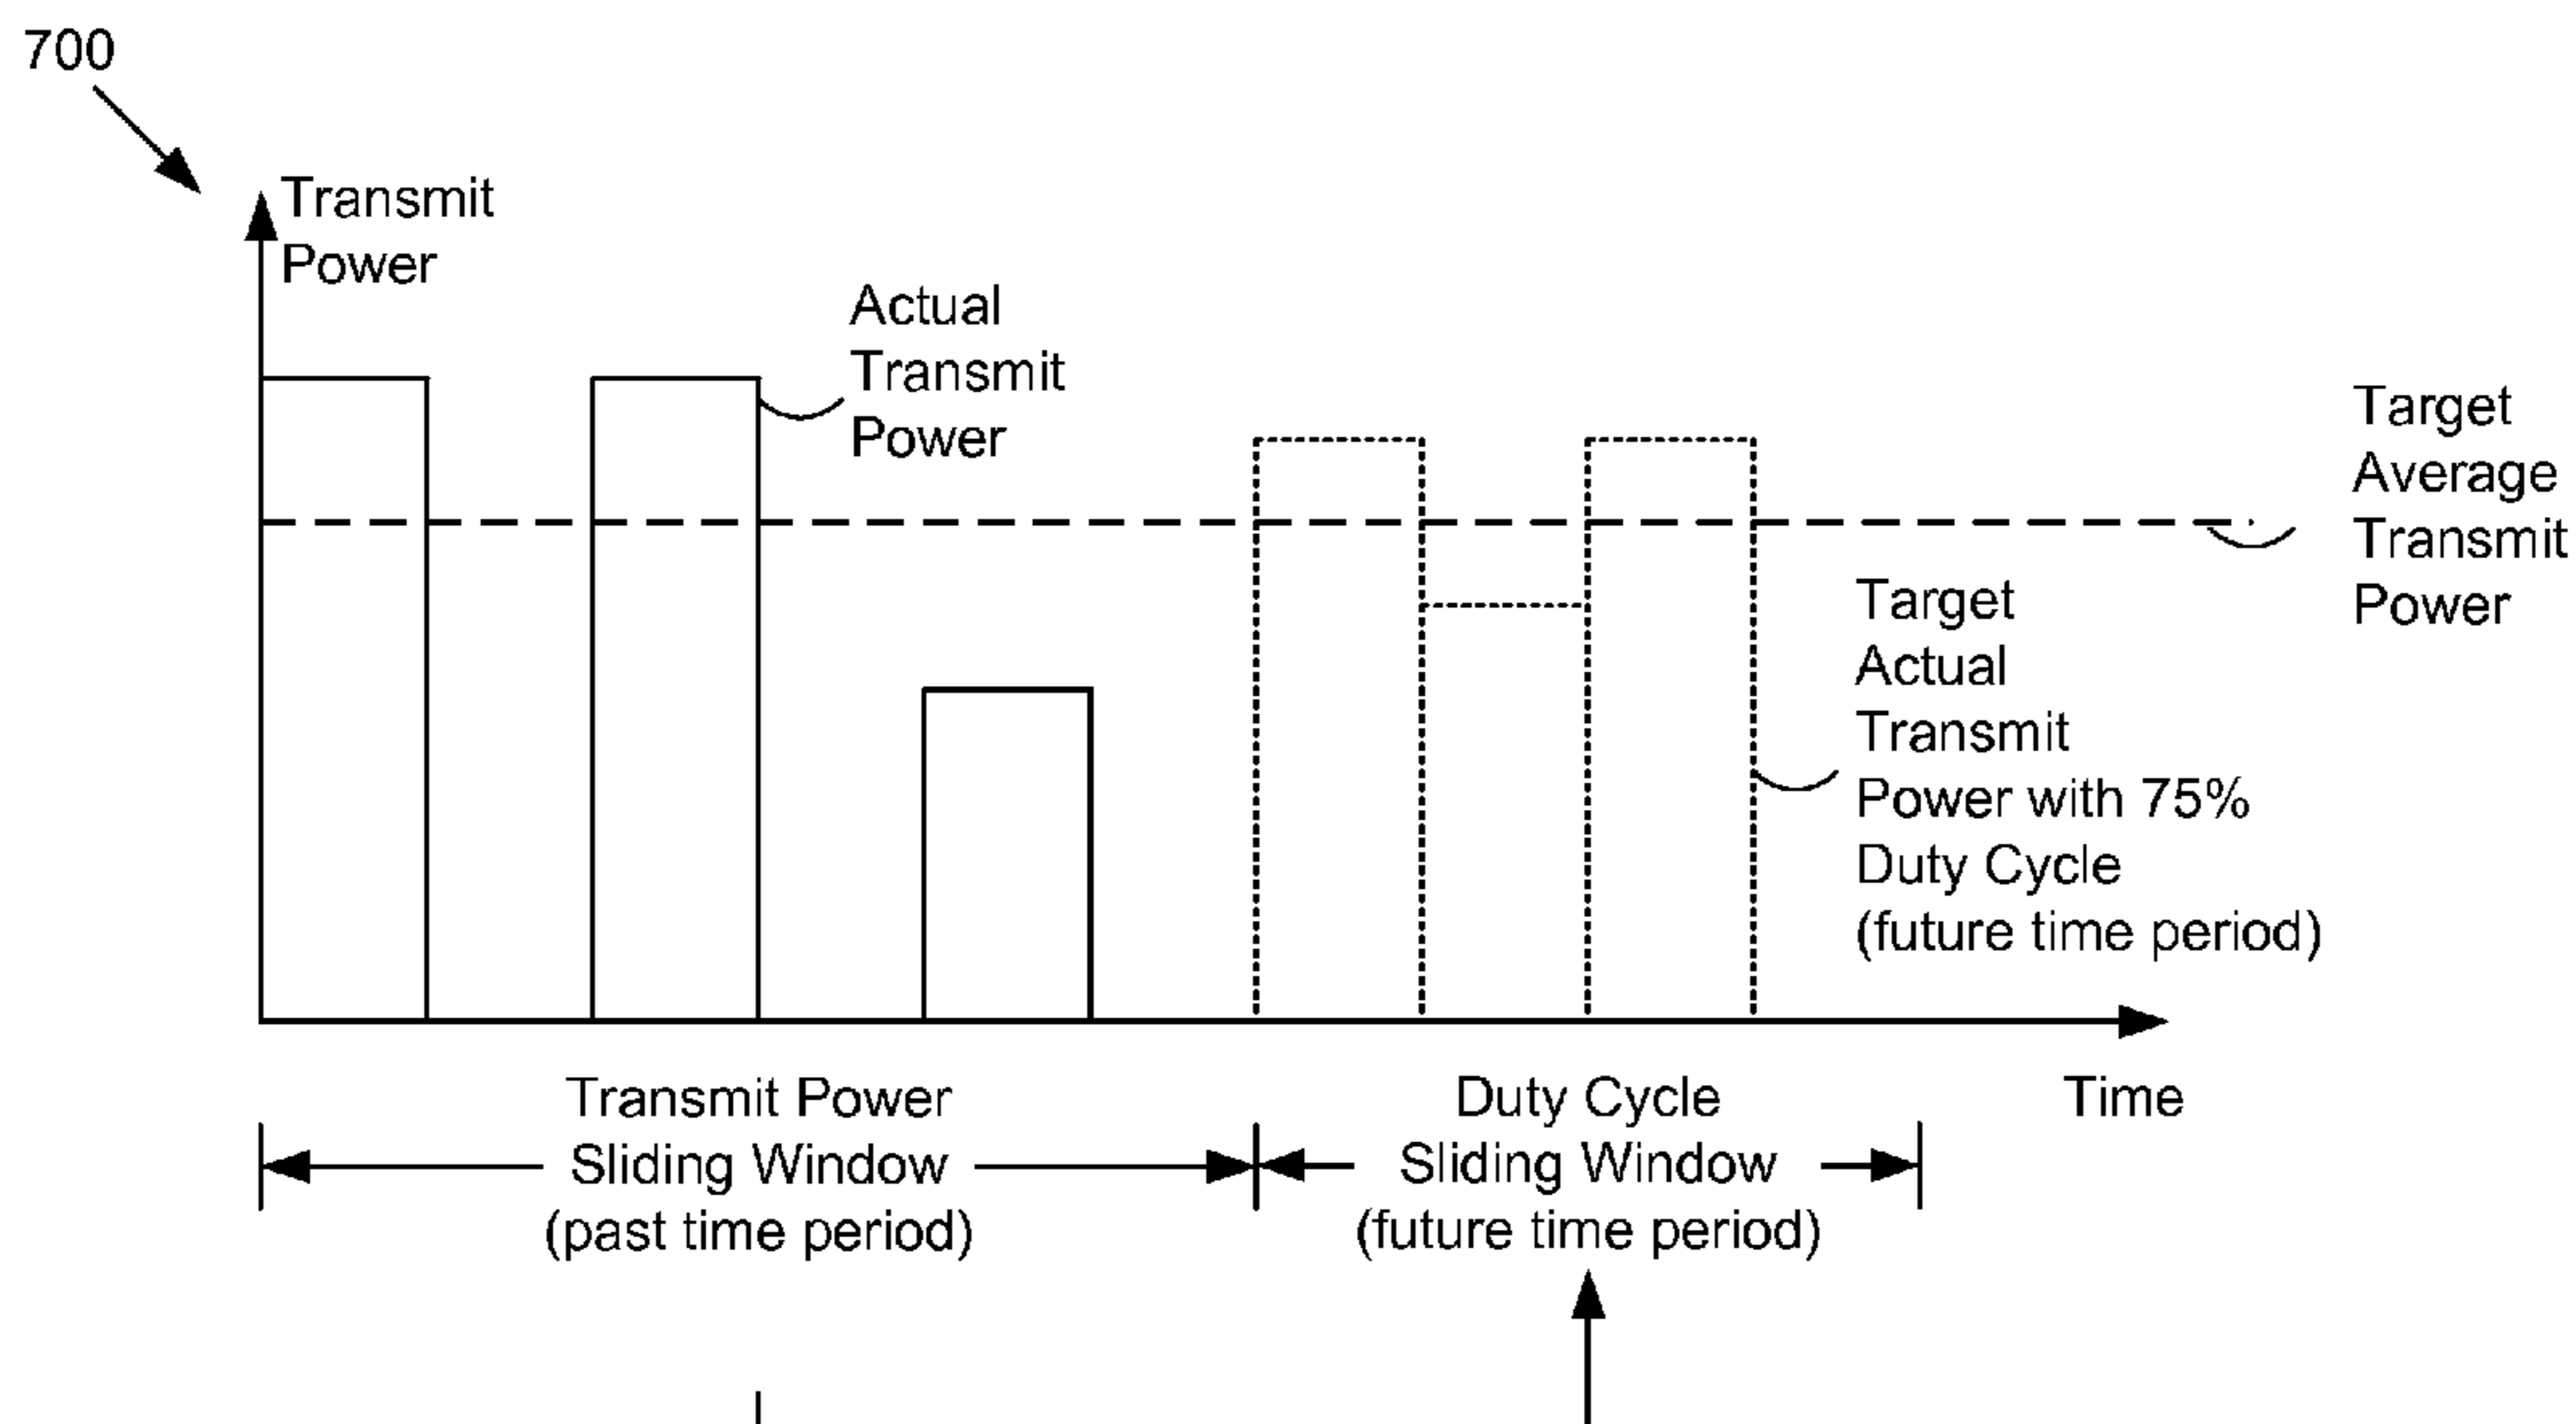 700
Transmit
Power
Actual
Transmit
Power
Target
Average
Transmit
Power
Target
Actual
Transmit
Power with 75%
Duty Cycle
(future time period)
Time
Transmit Power
Sliding Window
(past time period)
Duty Cycle
Sliding Window
(future time period)